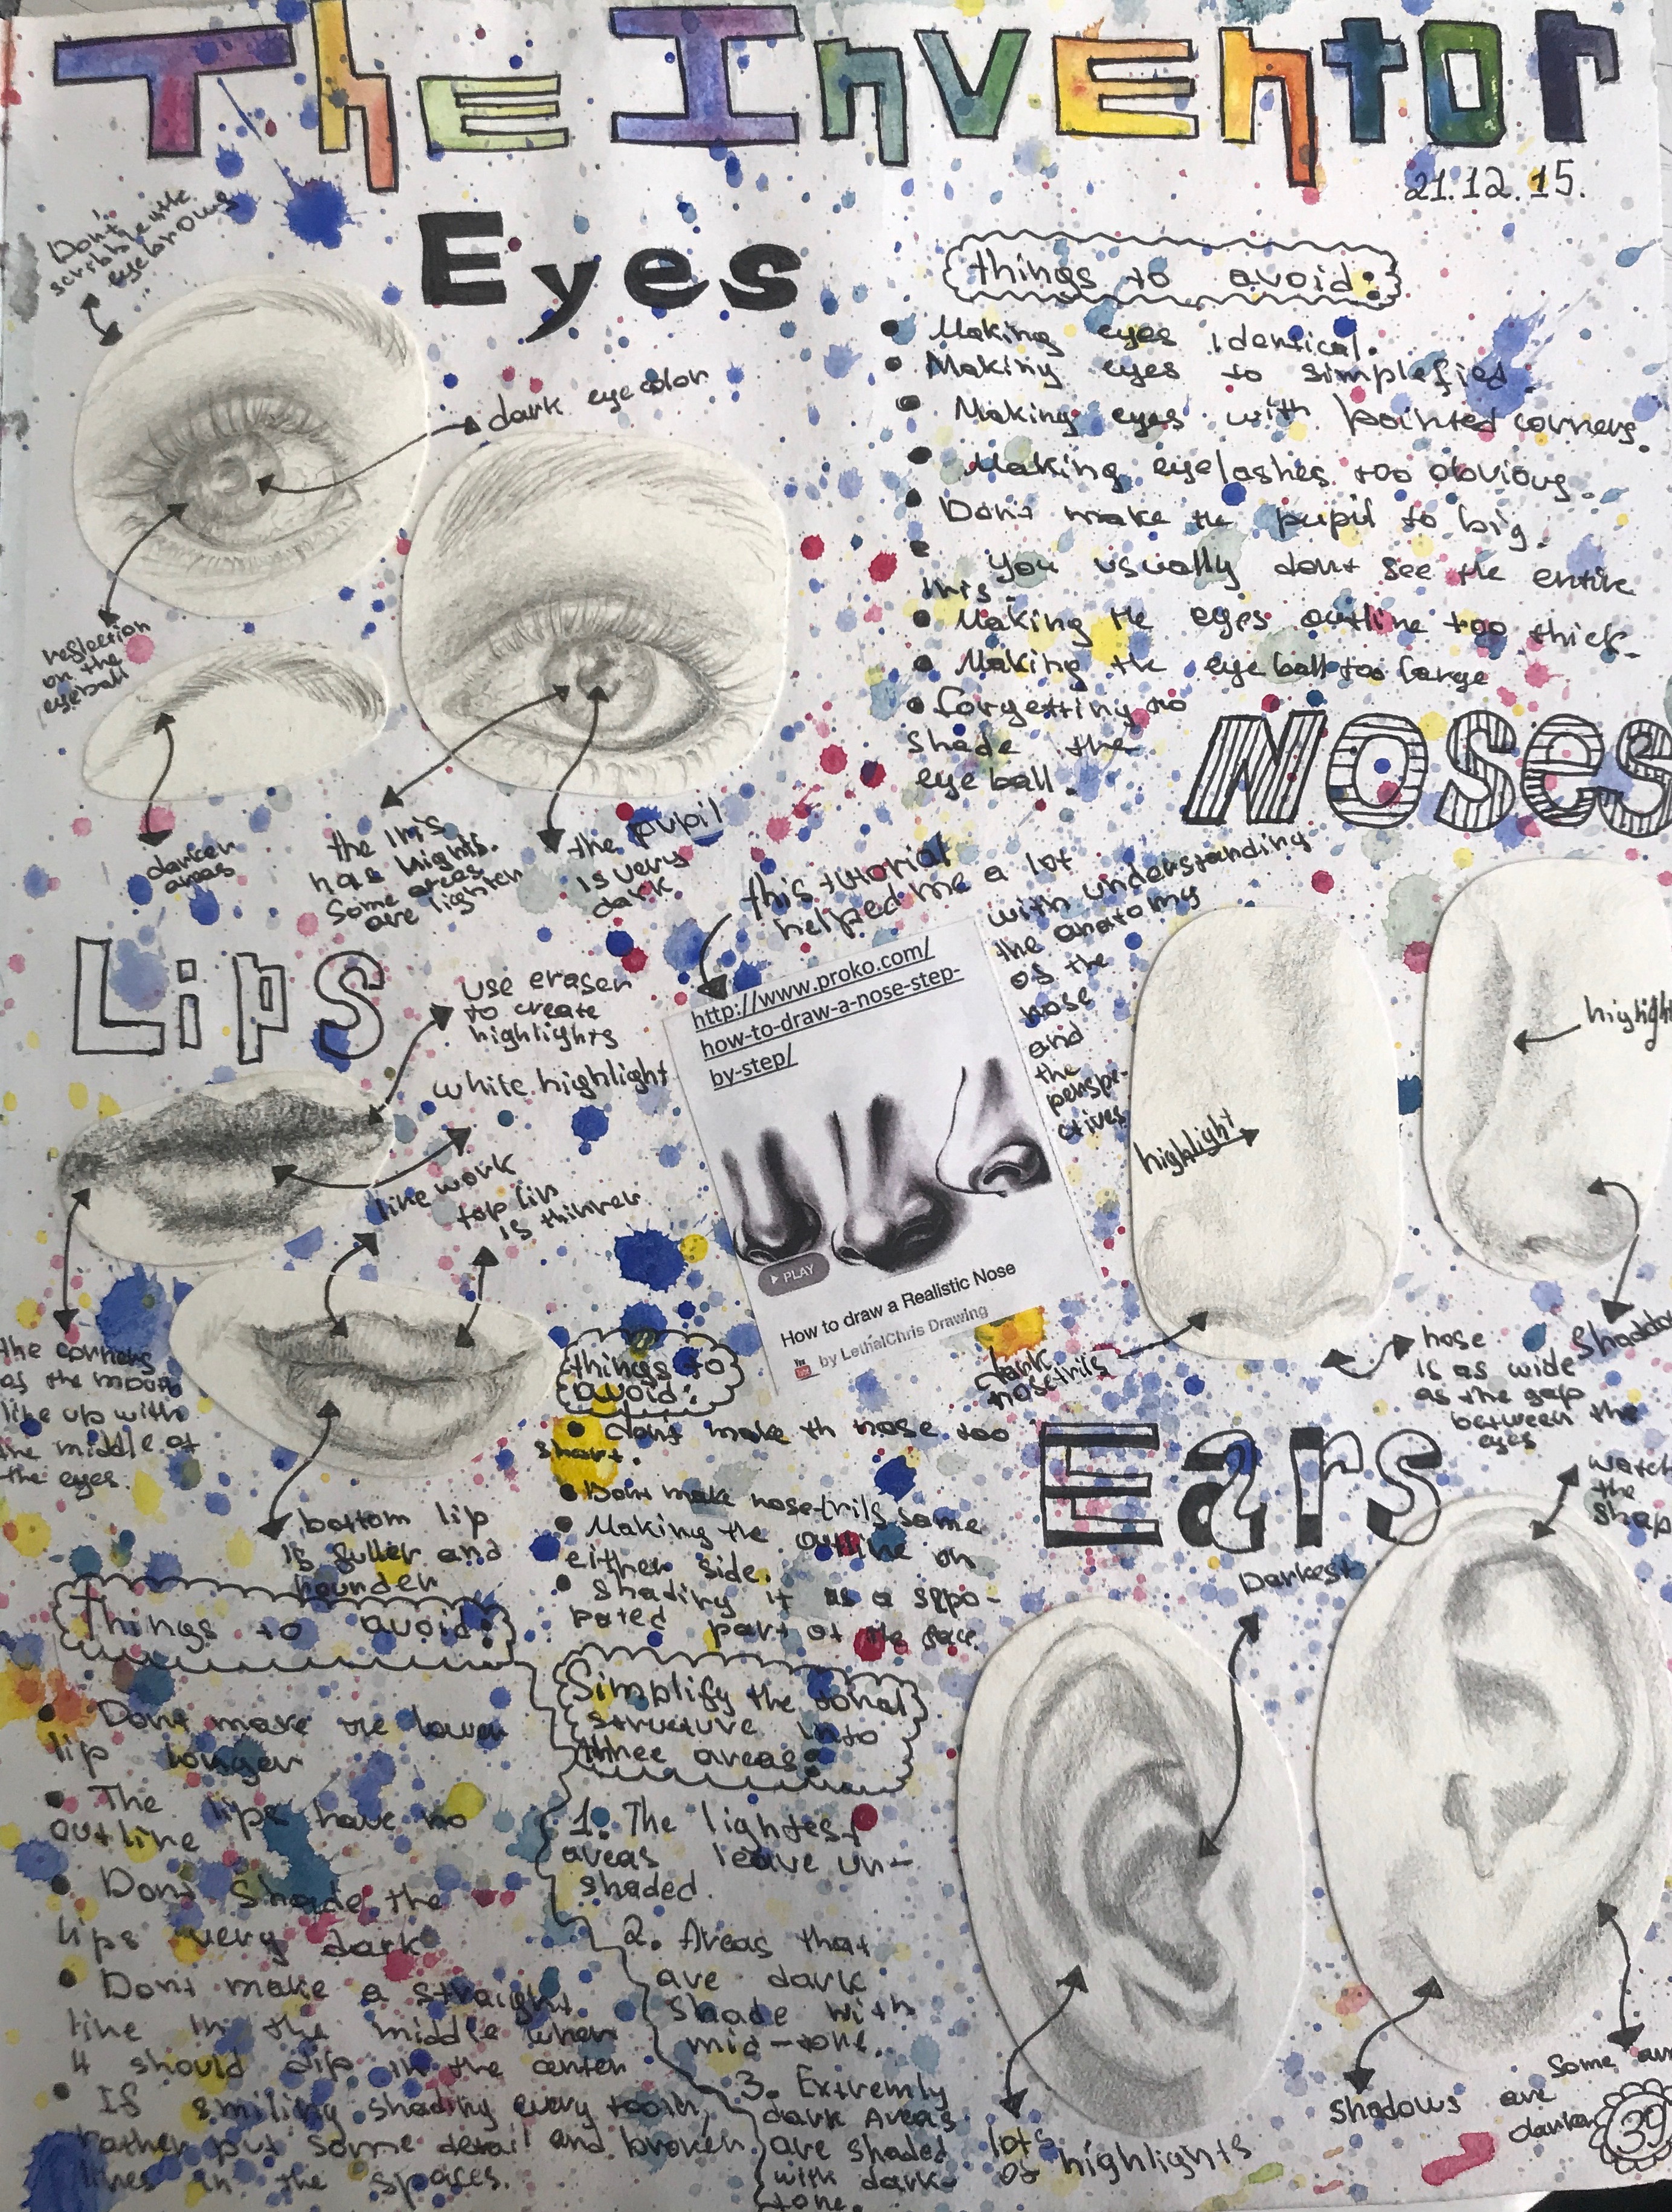 The Inventor
21.12.15.
Don't
scribble the
eyebrows
Eyes
dark eye color
reflection
on the
eyeball
darker
areas
the Iris
has hights.
Some areas
are lighter
the pupil
is very
dark.
things to avoid:
Making eyes identical.
Making eyes to simplefied.
Making eyes with pointed corners.
Making eyelashes too obvious.
Dont make the pupil to big.
You usually dont see the entire
Iris.
Making the eyes outline too thick.
Making the eye ball too large
forgetting to
shade the
eye ball.
Noses
this tutorial
helped me a lot
with understanding
the anatomy
of the
nose
and
the
perspe-
ctives
http://www.proko.com/
how-to-draw-a-nose-step-
by-step/
PLAY
How to draw a Realistic Nose
by LethalChris Drawing
highlight
highlight
dark
nosetrils
nose
is as wide
as the gap
between the
eyes
Lips
use eraser
to create
highlights
white highlight
line work
top lip
is thinner
the corners
of the mouth
line up with
the middle of
the eyes.
bottom lip
is fuller and
rounder
things to
avoid:
dont make th nose too
short.
Dont make nosetrils same
Making the outline on
either side.
Shading it as a seppo-
rated part of the face.
Things to avoid:
Dont make the lower
lip longer
The lips have no
outline
Dont shade the
lips very dark
Dont make a straight
line in the middle when
it should dip in the center
If smiling shading every tooth,
rather put some detail and broken
lines in the spaces.
Simplify the tonal
structure into
three areas:
1. The lightest
areas leave un-
shaded.
2. Areas that
are dark
shade with
mid-tone.
3. Extremly
dark Areas
are shaded
with dark
tone.
Ears
watch
the
shap
Darkest
lots
of highlights
Shadows are
Some
darker
39